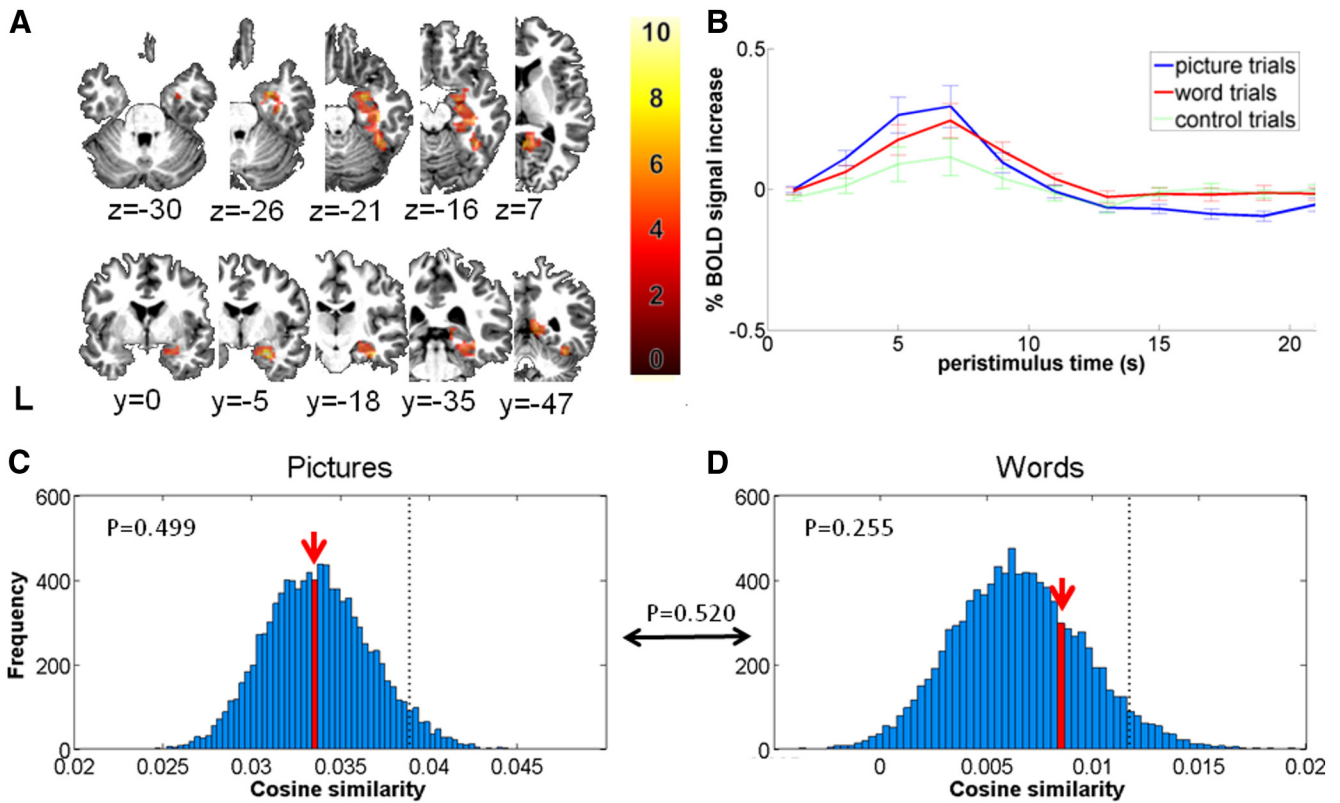 A
z=-30
z=-26
z=-21
z=-16
z=7
y=0
y=-5
y=-18
y=-35
y=-47
L
10
8
6
4
2
0
B
0.5
0
-0.5
% BOLD signal increase
picture trials
word trials
control trials
0
5
10
15
20
peristimulus time (s)
C
Pictures
P=0.499
600
400
200
0
Frequency
0.02
0.025
0.03
0.035
0.04
0.045
Cosine similarity
P=0.520
D
Words
P=0.255
600
400
200
0
0
0.005
0.01
0.015
0.02
Cosine similarity